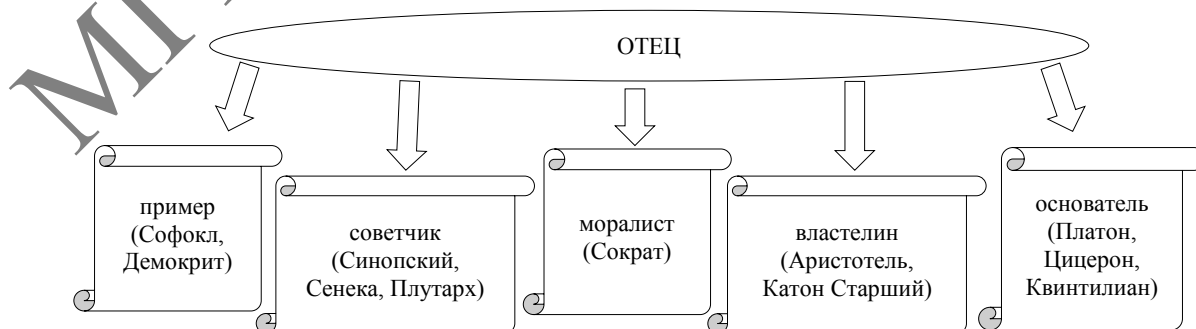 ОТЕЦ
пример
(Софокл,
Демокрит)
советчик
(Синопский,
Сенека, Плутарх)
моралист
(Сократ)
властелин
(Аристотель,
Катон Старший)
основатель
(Платон,
Цицерон,
Квинтилиан)